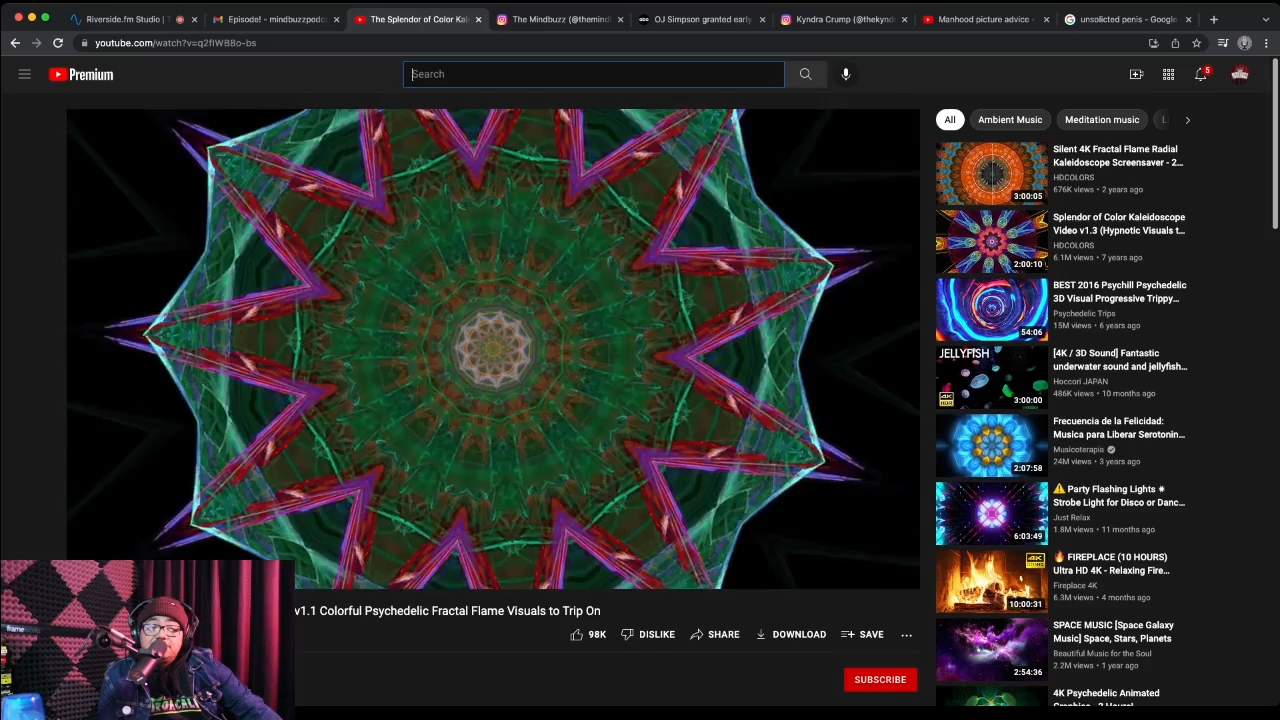 Riverside.fm Studio | T
Episode! - mindbuzzpodc
The Splendor of Color Kal
The Mindbuzz (@themind
OJ Simpson granted early
Kyndra Crump (@thekynd
Manhood picture advice -
unsolicted penis - Google
youtube.com/watch?v=q2fIWB8o-bs
Premium
Search
5
All
Ambient Music
Meditation music
Silent 4K Fractal Flame Radial
Kaleidoscope Screensaver - 2...
HDCOLORS
676K views • 2 years ago
3:00:05
Splendor of Color Kaleidoscope
Video v1.3 (Hypnotic Visuals t...
HDCOLORS
6.1M views • 7 years ago
2:00:10
BEST 2016 Psychill Psychedelic
3D Visual Progressive Trippy...
Psychedelic Trips
15M views • 6 years ago
54:06
JELLYFISH
4K
HDR
[4K / 3D Sound] Fantastic
underwater sound and jellyfish...
Hoccori JAPAN
486K views • 10 months ago
3:00:00
Frecuencia de la Felicidad:
Musica para Liberar Serotonin...
Musicoterapia
24M views • 3 years ago
2:07:58
Party Flashing Lights ✷
Strobe Light for Disco or Danc...
Just Relax
1.8M views • 11 months ago
6:03:49
4K
🔥 FIREPLACE (10 HOURS)
Ultra HD 4K - Relaxing Fire...
Fireplace 4K
6.3M views • 4 months ago
10:00:31
SPACE MUSIC [Space Galaxy
Music] Space, Stars, Planets
Beautiful Music for the Soul
2.2M views • 1 year ago
2:54:36
4K Psychedelic Animated
v1.1 Colorful Psychedelic Fractal Flame Visuals to Trip On
98K
DISLIKE
SHARE
DOWNLOAD
SAVE
SUBSCRIBE
frame